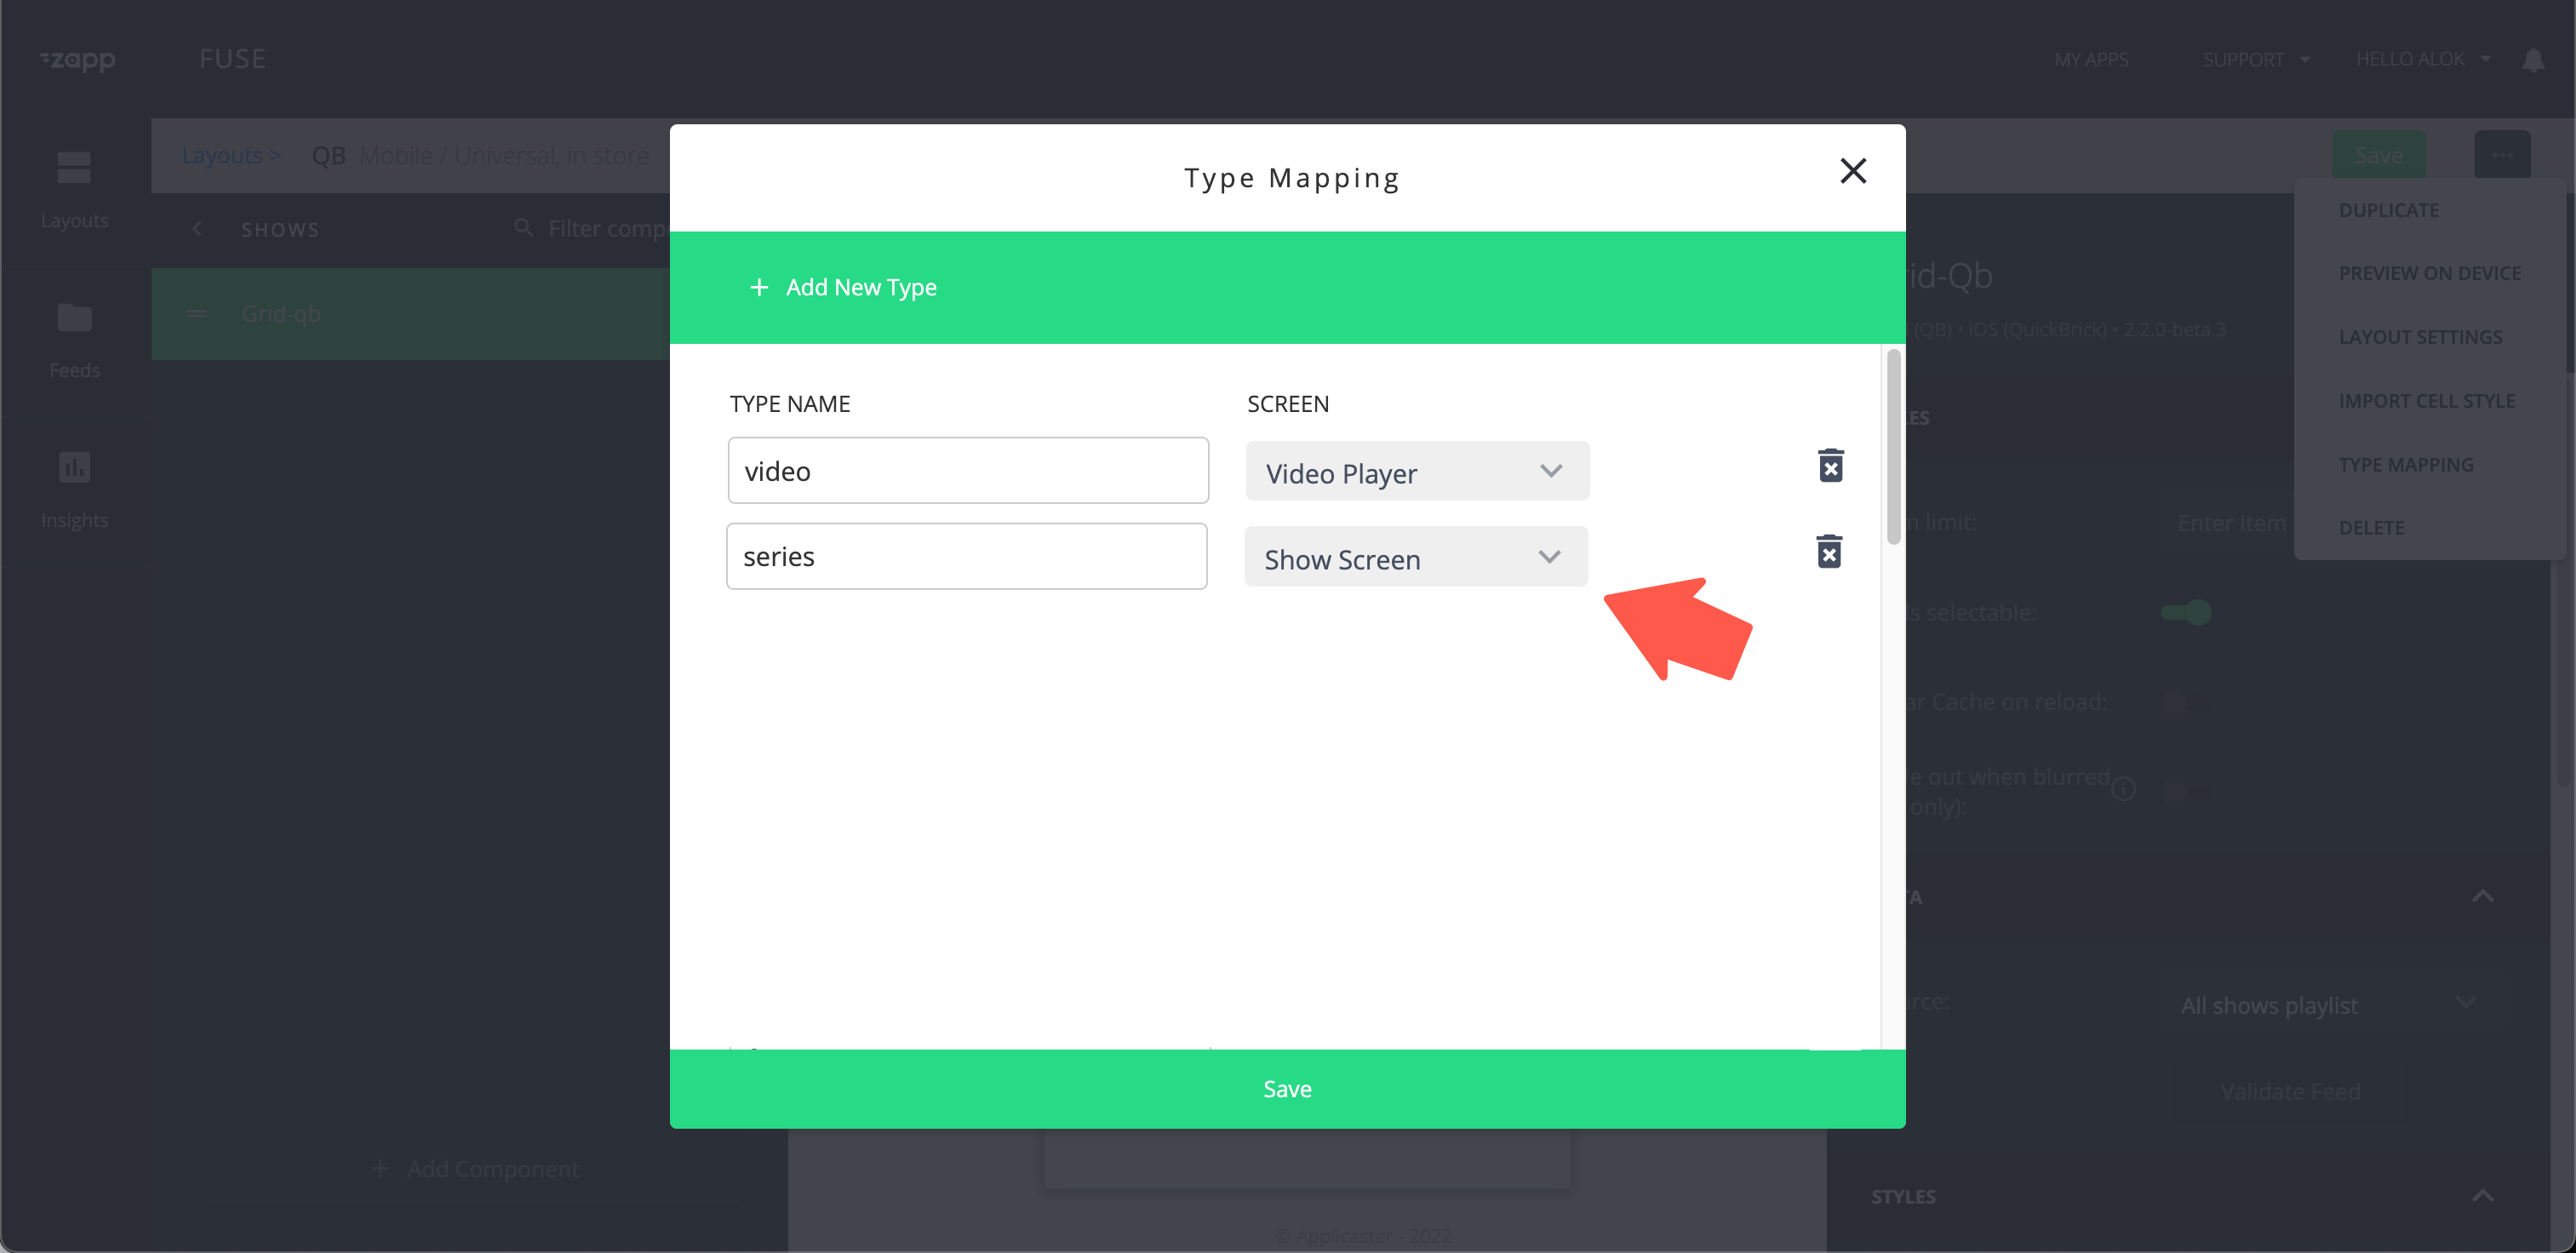 zapp
FUSE
MY APPS
SUPPORT
HELLO ALOK
Layouts >
QB
Mobile / Universal, in store
Save
...
Layouts
Feeds
Insights
SHOWS
Filter comp
Grid-qb
+ Add Component
Type Mapping
+ Add New Type
TYPE NAME
SCREEN
video
Video Player
series
Show Screen
Save
© Applicaster - 2022
id-Qb
(QB) • iOS (QuickBrick) • 2.2.0-beta.3
DUPLICATE
PREVIEW ON DEVICE
LAYOUT SETTINGS
IMPORT CELL STYLE
TYPE MAPPING
DELETE
ES
limit:
Enter Item
s selectable:
ar Cache on reload:
e out when blurred
only):
TA
rce:
All shows playlist
Validate Feed
STYLES